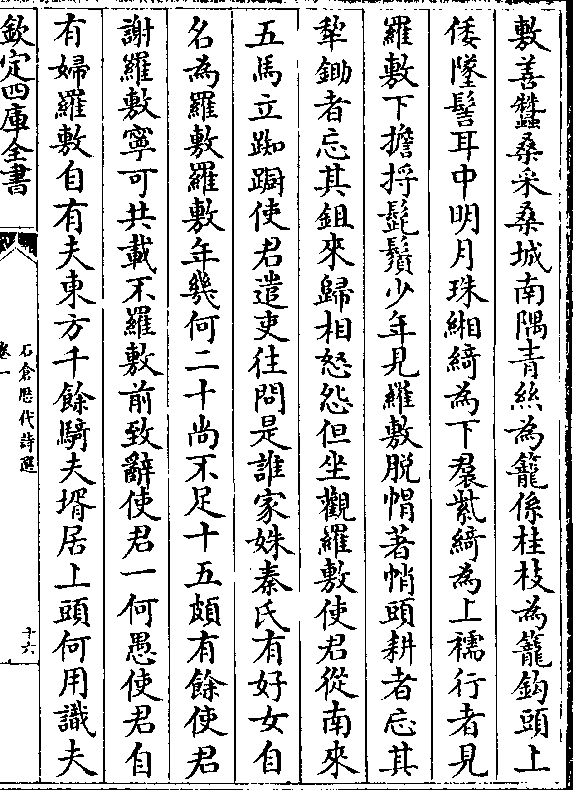 敷善蠶桑采桑城南隅青絲為籠係桂枝為籠鈎頭上
倭墜髻耳中明月珠緗綺為下裠紫綺為上襦行者見
羅敷下擔捋髭鬚少年見羅敷脱帽著帩頭耕者忘其
犂鋤者忘其鉏來歸相怒怨但坐觀羅敷使君從南來
五馬立踟蹰使君遣吏往問是誰家姝秦氏有好女自
名為羅敷羅敷年幾何二十尚不足十五頗有餘使君
謝羅敷寧可共載不羅敷前致辭使君一何愚使君自
有婦羅敷自有夫東方千餘騎夫壻居上頭何用識夫
欽定四庫全書
石倉歴代詩選
卷一
十六